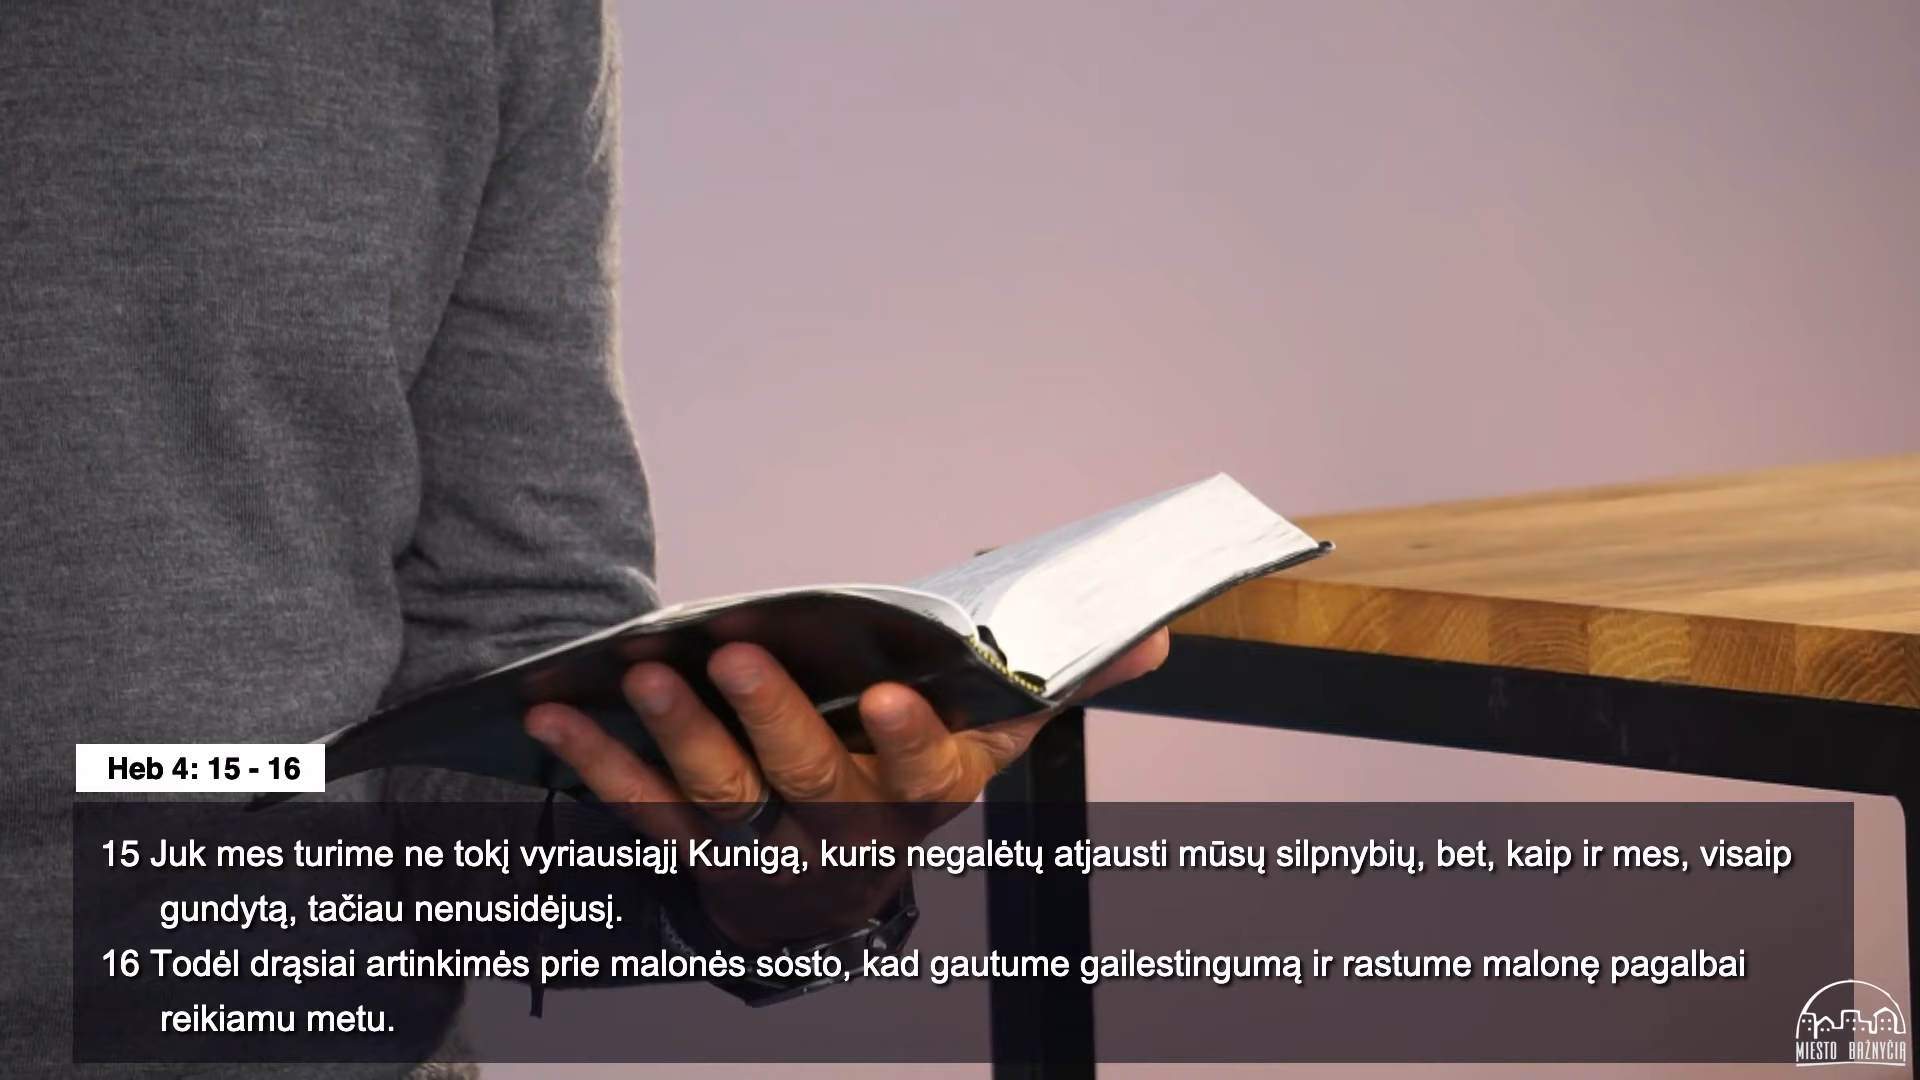 Heb 4: 15 - 16
15 Juk mes turime ne tokį vyriausiąjį Kunigą, kuris negalėtų atjausti mūsų silpnybių, bet, kaip ir mes, visaip
gundytą, tačiau nenusidėjusį.
16 Todėl drąsiai artinkimės prie malonės sosto, kad gautume gailestingumą ir rastume malonę pagalbai
reikiamu metu.
MIESTO BAŽNYČIA